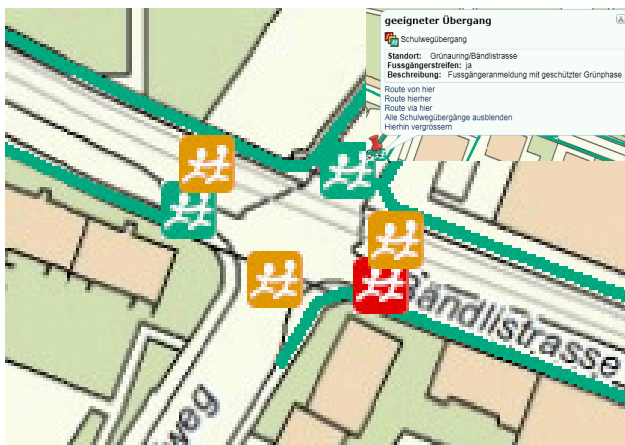 geeigneter Übergang
Schulwegübergang
Standort: Grünauring/Bändlistrasse
Fussgängerstreifen: ja
Beschreibung: Fussgängeranmeldung mit geschützter Grünphase
Route von hier
Route hierher
Route via hier
Alle Schulwegübergänge ausblenden
Hierhin vergrössern
Bändlistrasse
weg